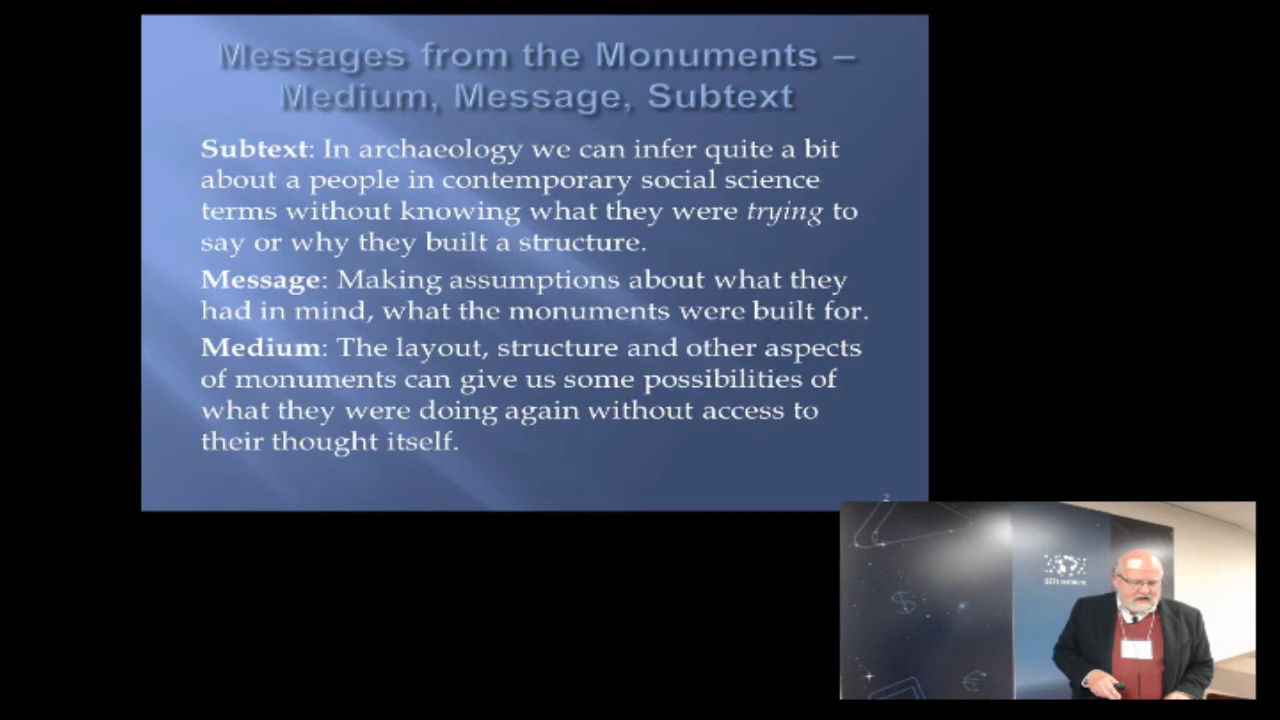 Messages from the Monuments –
Medium, Message, Subtext
Subtext: In archaeology we can infer quite a bit
about a people in contemporary social science
terms without knowing what they were trying to
say or why they built a structure.
Message: Making assumptions about what they
had in mind, what the monuments were built for.
Medium: The layout, structure and other aspects
of monuments can give us some possibilities of
what they were doing again without access to
their thought itself.
2
$
SETI INSTITUTE
€